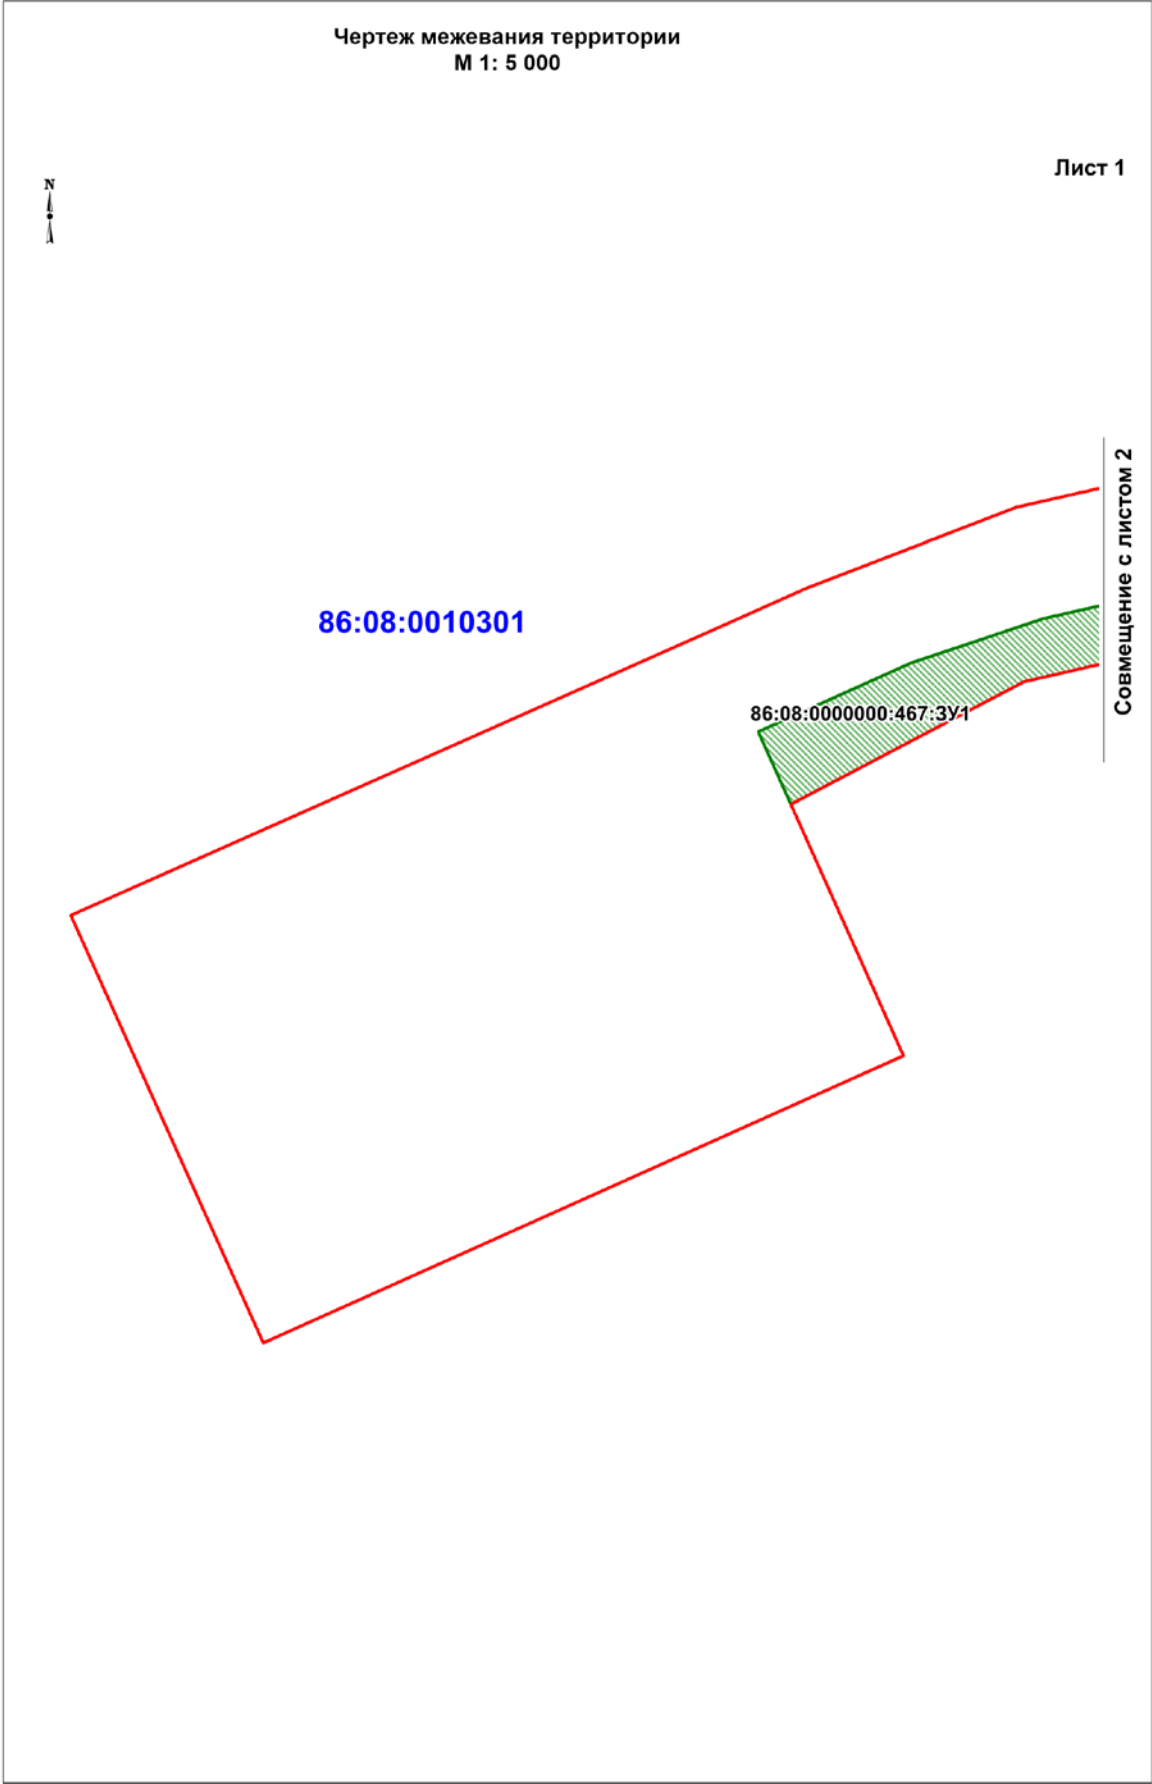 Чертеж межевания территории
М 1: 5 000
Лист 1
N
Совмещение с листом 2
86:08:0010301
86:08:0000000:467:ЗУ1